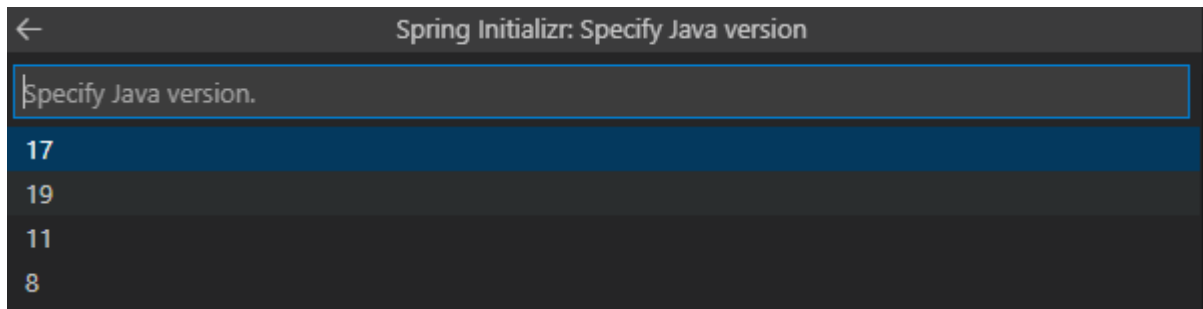 Spring Initializr: Specify Java version
Specify Java version.
17
19
11
8